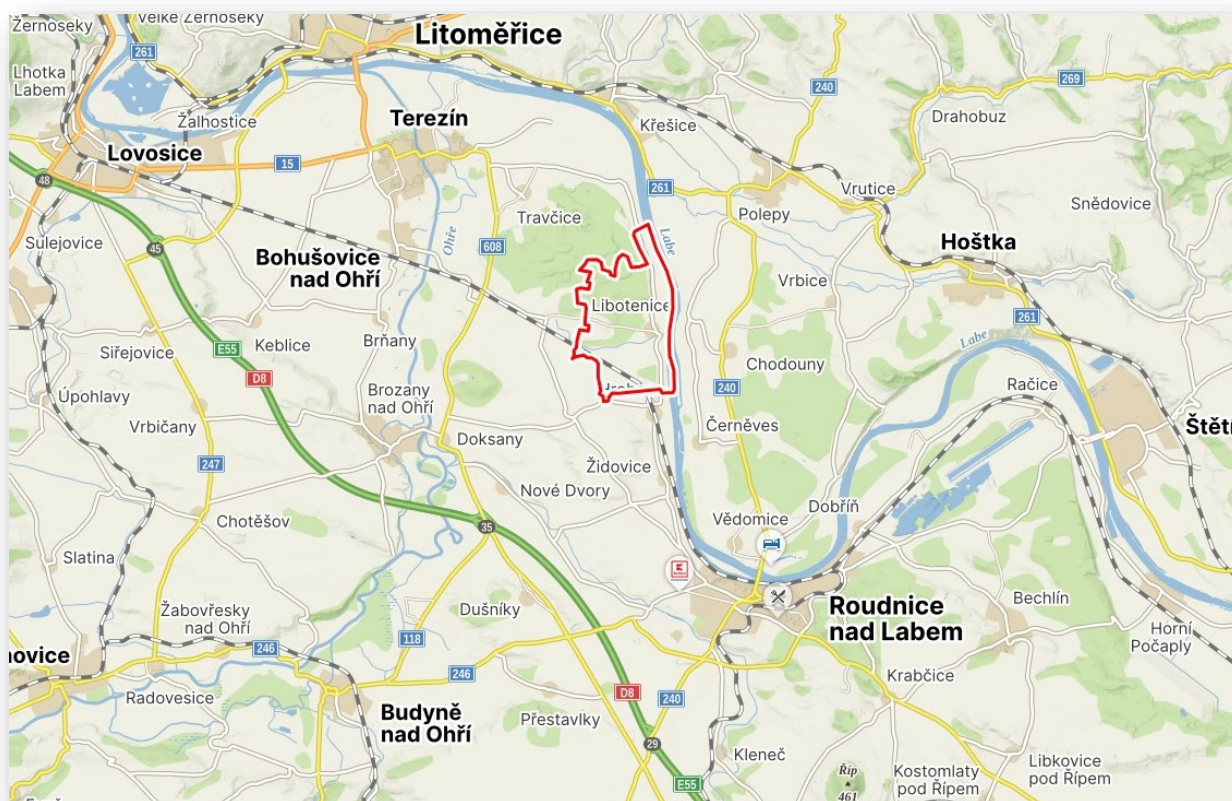 Žernoseky
Velké Žernoseky
261
Litoměřice
240
269
Lhotka
Labem
Žalhostice
Terezín
Křešice
Drahobuz
Lovosice
15
48
Ohře
261
Vrutice
Travčice
Polepy
Snědovice
Sulejovice
45
608
Labe
Hoštka
Bohušovice
nad Ohří
Libotenice
Vrbice
261
Siřejovice
E55
Keblice
Brňany
Labe
D8
Chodouny
Račice
Úpohlavy
Brozany
nad Ohří
240
Vrbičany
Doksany
Černěves
Štětí
247
Židovice
Nové Dvory
Dobříň
Chotěšov
35
Vědomice
Slatina
Bechlín
Žabovřesky
nad Ohří
Dušníky
Roudnice
nad Labem
118
Horní
Počaply
novice
246
246
Krabčice
Radovesice
D8
240
Budyně
nad Ohří
Přestavlky
29
Kleneč
Libkovice
pod Řípem
E55
Říp
461
Kostomlaty
pod Řípem